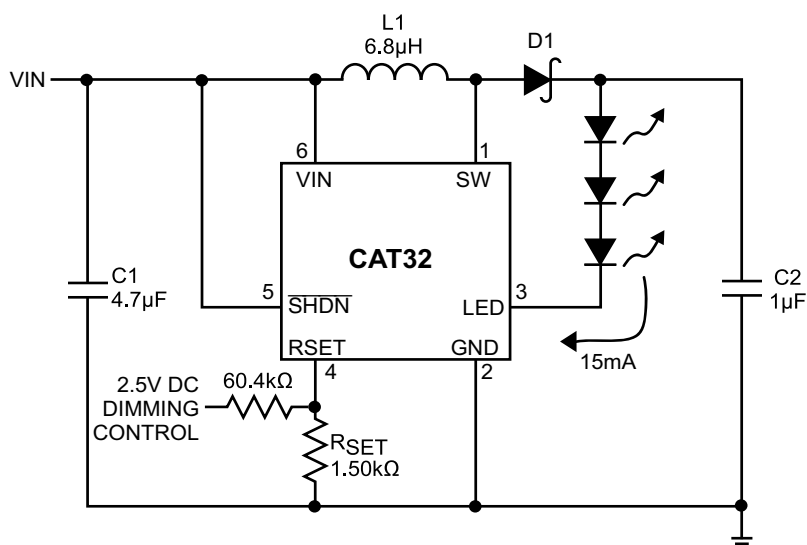 L1
6.8µH
D1
VIN
6
1
VIN
SW
CAT32
C1
4.7µF
5
SHDN
LED
3
C2
1µF
RSET
GND
4
2
15mA
2.5V DC
DIMMING
CONTROL
60.4kΩ
RSET
1.50kΩ